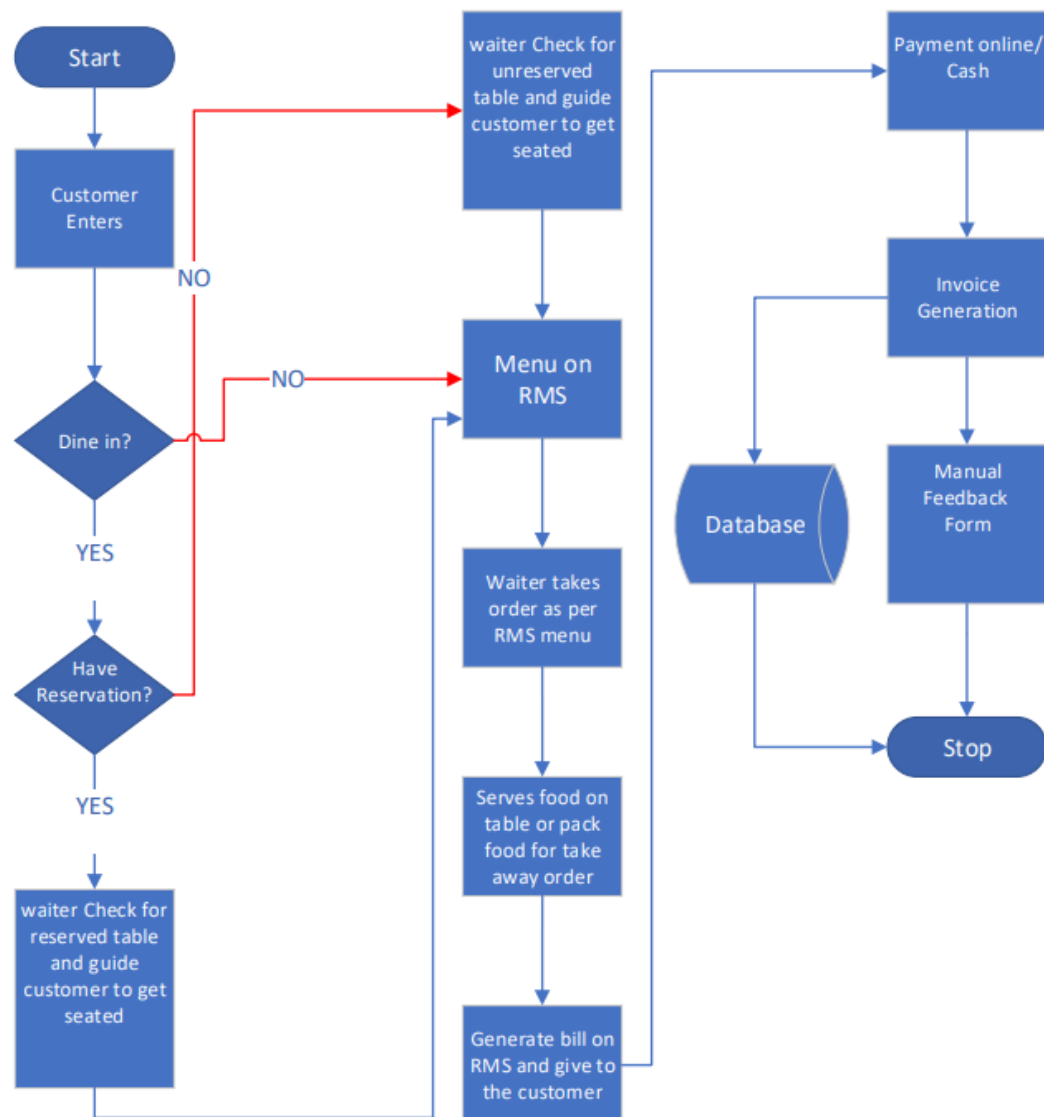 Start
Customer
Enters
Dine in?
YES
Have
Reservation?
YES
waiter Check for
reserved table
and guide
customer to get
seated
NO
NO
waiter Check for
unreserved
table and guide
customer to get
seated
Menu on
RMS
Waiter takes
order as per
RMS menu
Serves food on
table or pack
food for take
away order
Generate bill on
RMS and give to
the customer
Payment online/
Cash
Invoice
Generation
Database
Manual
Feedback
Form
Stop